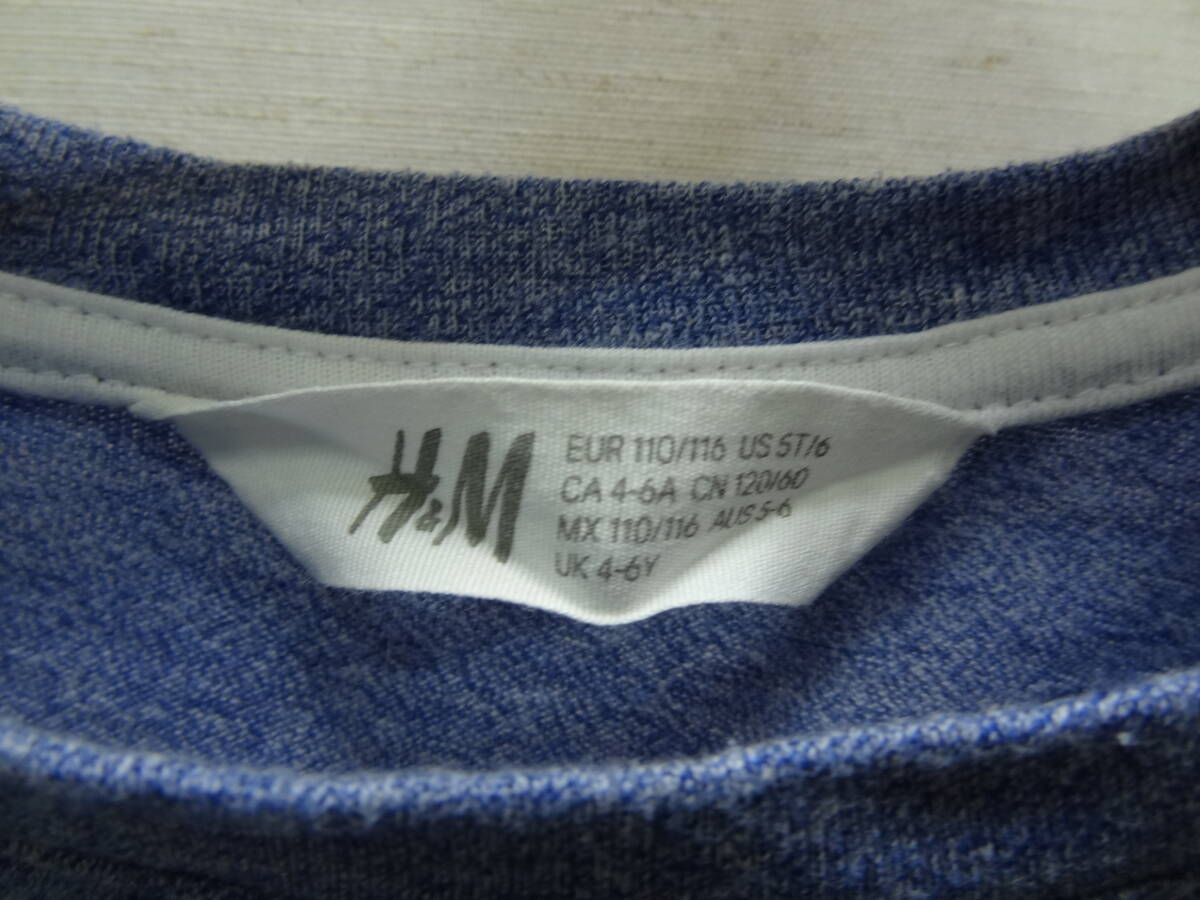 H&M
EUR 110/116 US 5T/6
CA 4-6A CN 120/60
MX 110/116 AUS 5-6
UK 4-6Y